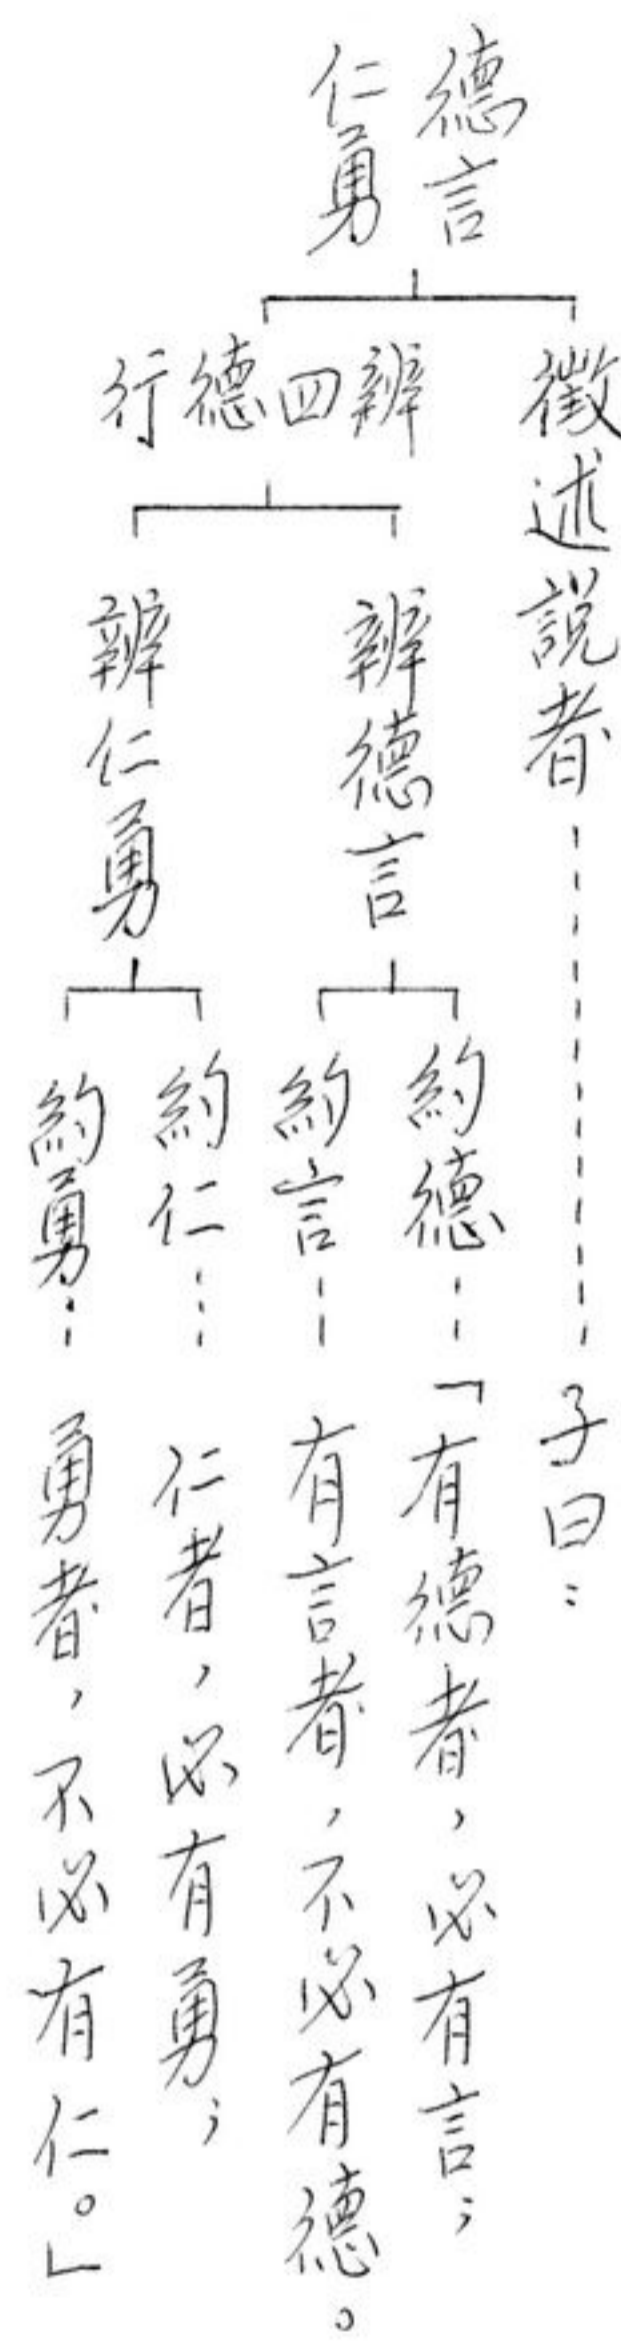 德言
仁勇
徵述說者
子曰：
辨四德行
辨德言
約德
「有德者，必有言；
約言
有言者，不必有德。
辨仁勇
約仁
仁者，必有勇；
約勇
勇者，不必有仁。」